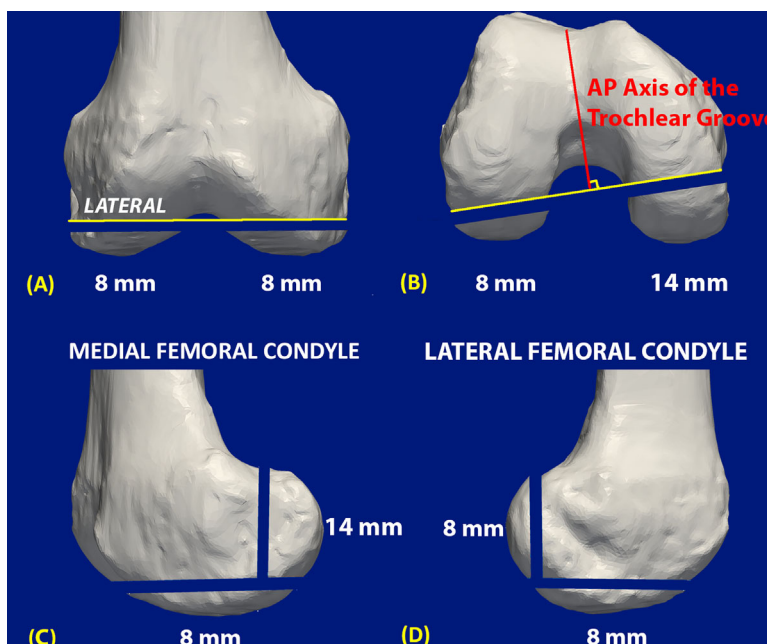 LATERAL
(A) 8 mm 8 mm
AP Axis of the
Trochlear Groove
(B) 8 mm 14 mm
MEDIAL FEMORAL CONDYLE
14 mm
(C) 8 mm
LATERAL FEMORAL CONDYLE
8 mm
(D) 8 mm